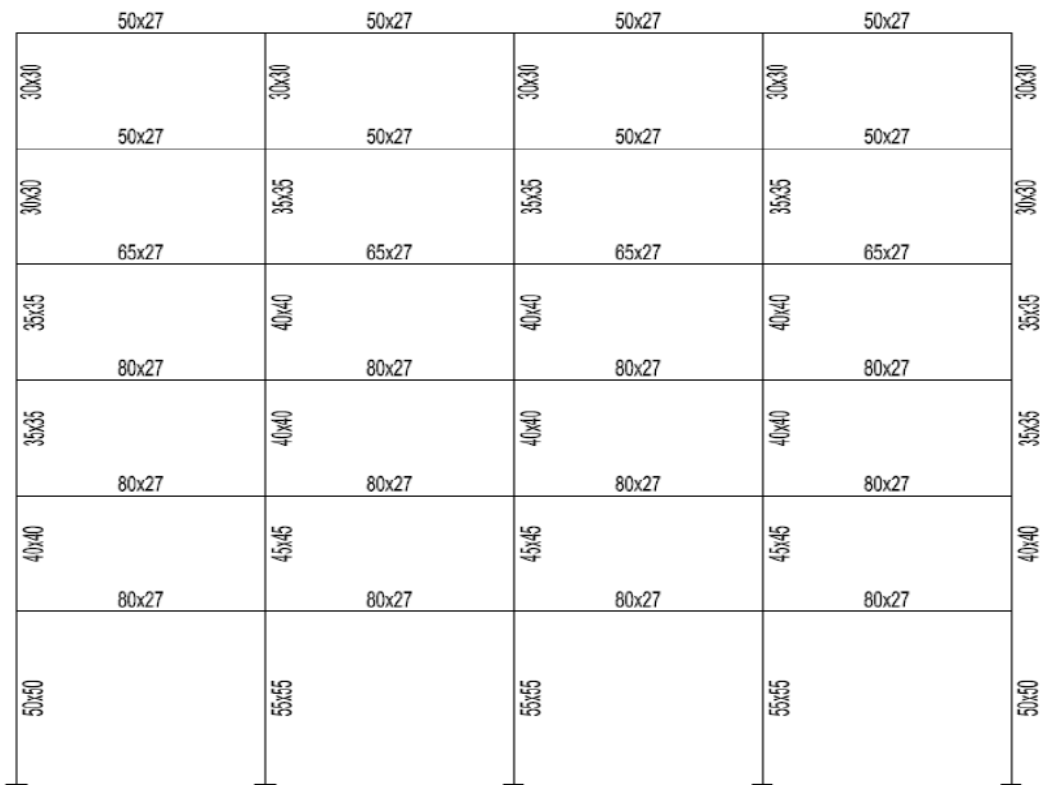 50x27 50x27 50x27 50x27
30x30 30x30 30x30 30x30 30x30
50x27 50x27 50x27 50x27
30x30 35x35 35x35 35x35 30x30
65x27 65x27 65x27 65x27
35x35 40x40 40x40 40x40 35x35
80x27 80x27 80x27 80x27
35x35 40x40 40x40 40x40 35x35
80x27 80x27 80x27 80x27
40x40 45x45 45x45 45x45 40x40
80x27 80x27 80x27 80x27
50x50 55x55 55x55 55x55 50x50